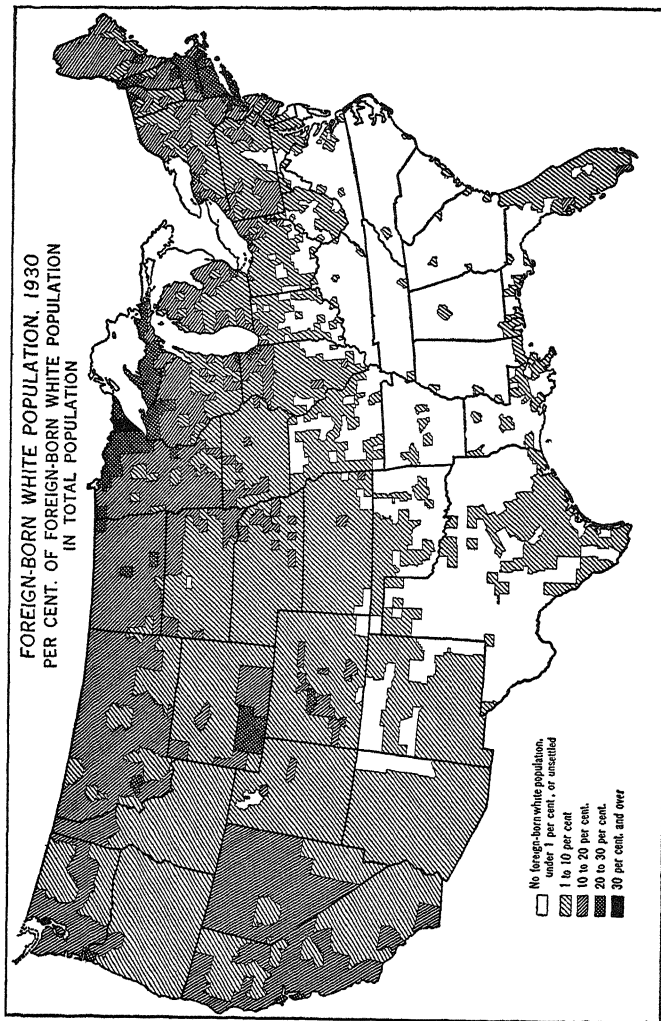 FOREIGN-BORN WHITE POPULATION, 1930
PER CENT. OF FOREIGN-BORN WHITE POPULATION
IN TOTAL POPULATION
No foreign-born white population,
under 1 per cent., or unsettled
1 to 10 per cent
10 to 20 per cent.
20 to 30 per cent.
30 per cent. and over